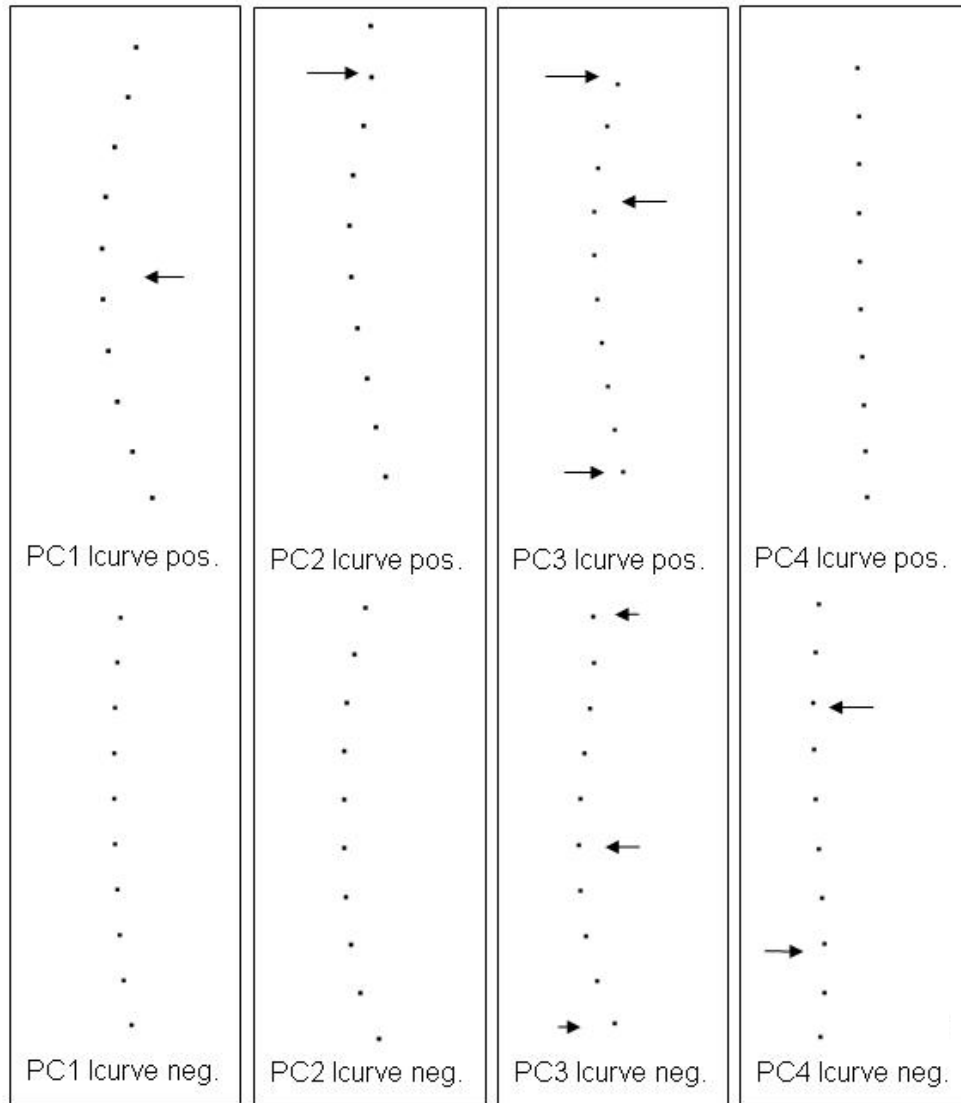 PC1 lcurve pos.
PC2 lcurve pos.
PC3 lcurve pos.
PC4 lcurve pos.
PC1 lcurve neg.
PC2 lcurve neg.
PC3 lcurve neg.
PC4 lcurve neg.